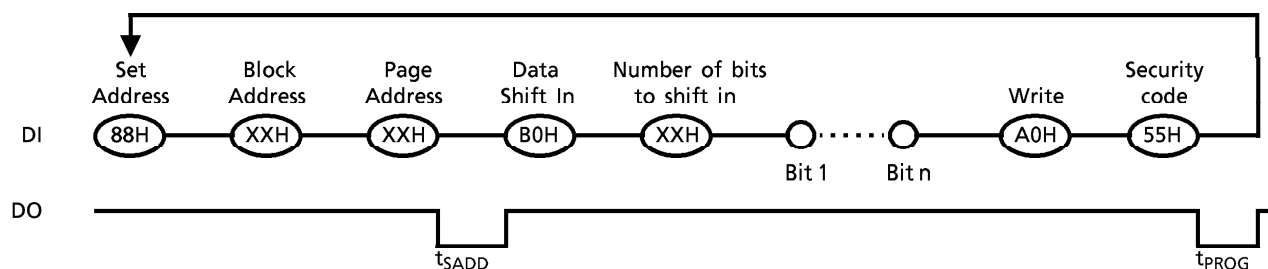 Set Block Page Data Number of bits Security
Address Address Address Shift In to shift in Write code
DI 88H XXH XXH B0H XXH A0H 55H
Bit 1 Bit n
DO
tSADD tPROG